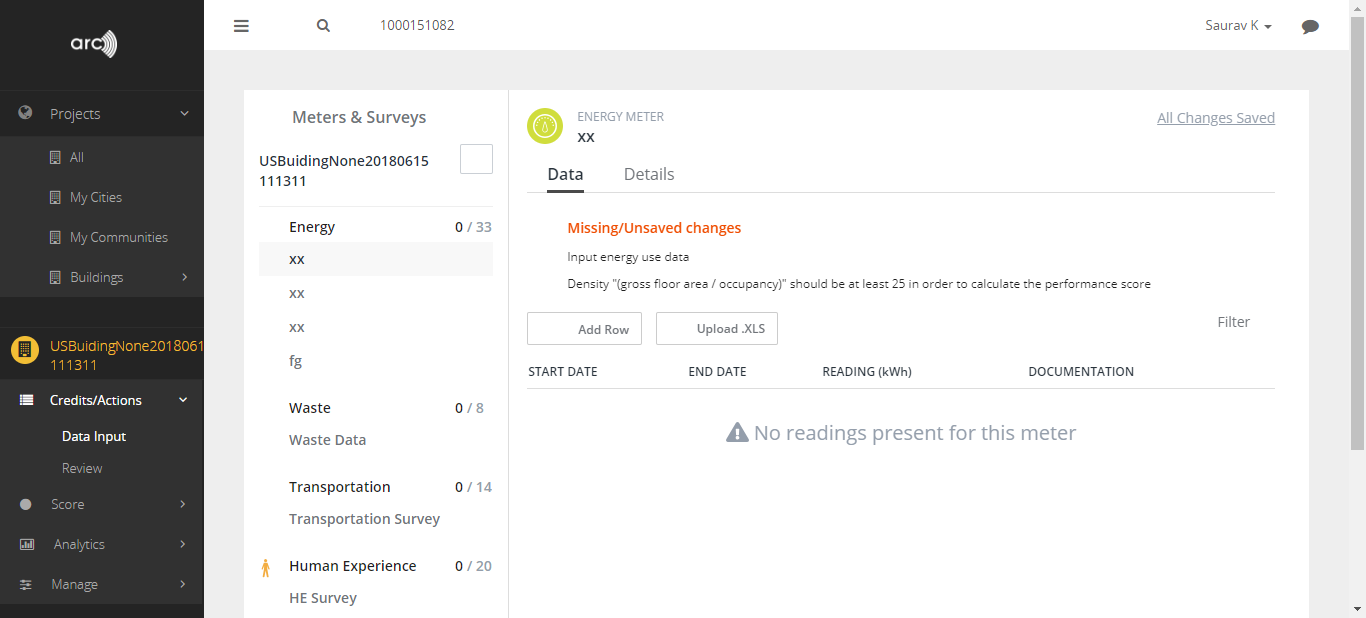 arc
1000151082
Saurav K
Projects
All
My Cities
My Communities
Buildings
USBuidingNone2018061
111311
Credits/Actions
Data Input
Review
Score
Analytics
Manage
Meters & Surveys
USBuidingNone20180615
111311
Energy 0 / 33
xx
xx
xx
fg
Waste 0 / 8
Waste Data
Transportation 0 / 14
Transportation Survey
Human Experience 0 / 20
HE Survey
ENERGY METER
xx
All Changes Saved
Data Details
Missing/Unsaved changes
Input energy use data
Density "(gross floor area / occupancy)" should be at least 25 in order to calculate the performance score
Add Row Upload .XLS Filter
START DATE END DATE READING (kWh) DOCUMENTATION
No readings present for this meter